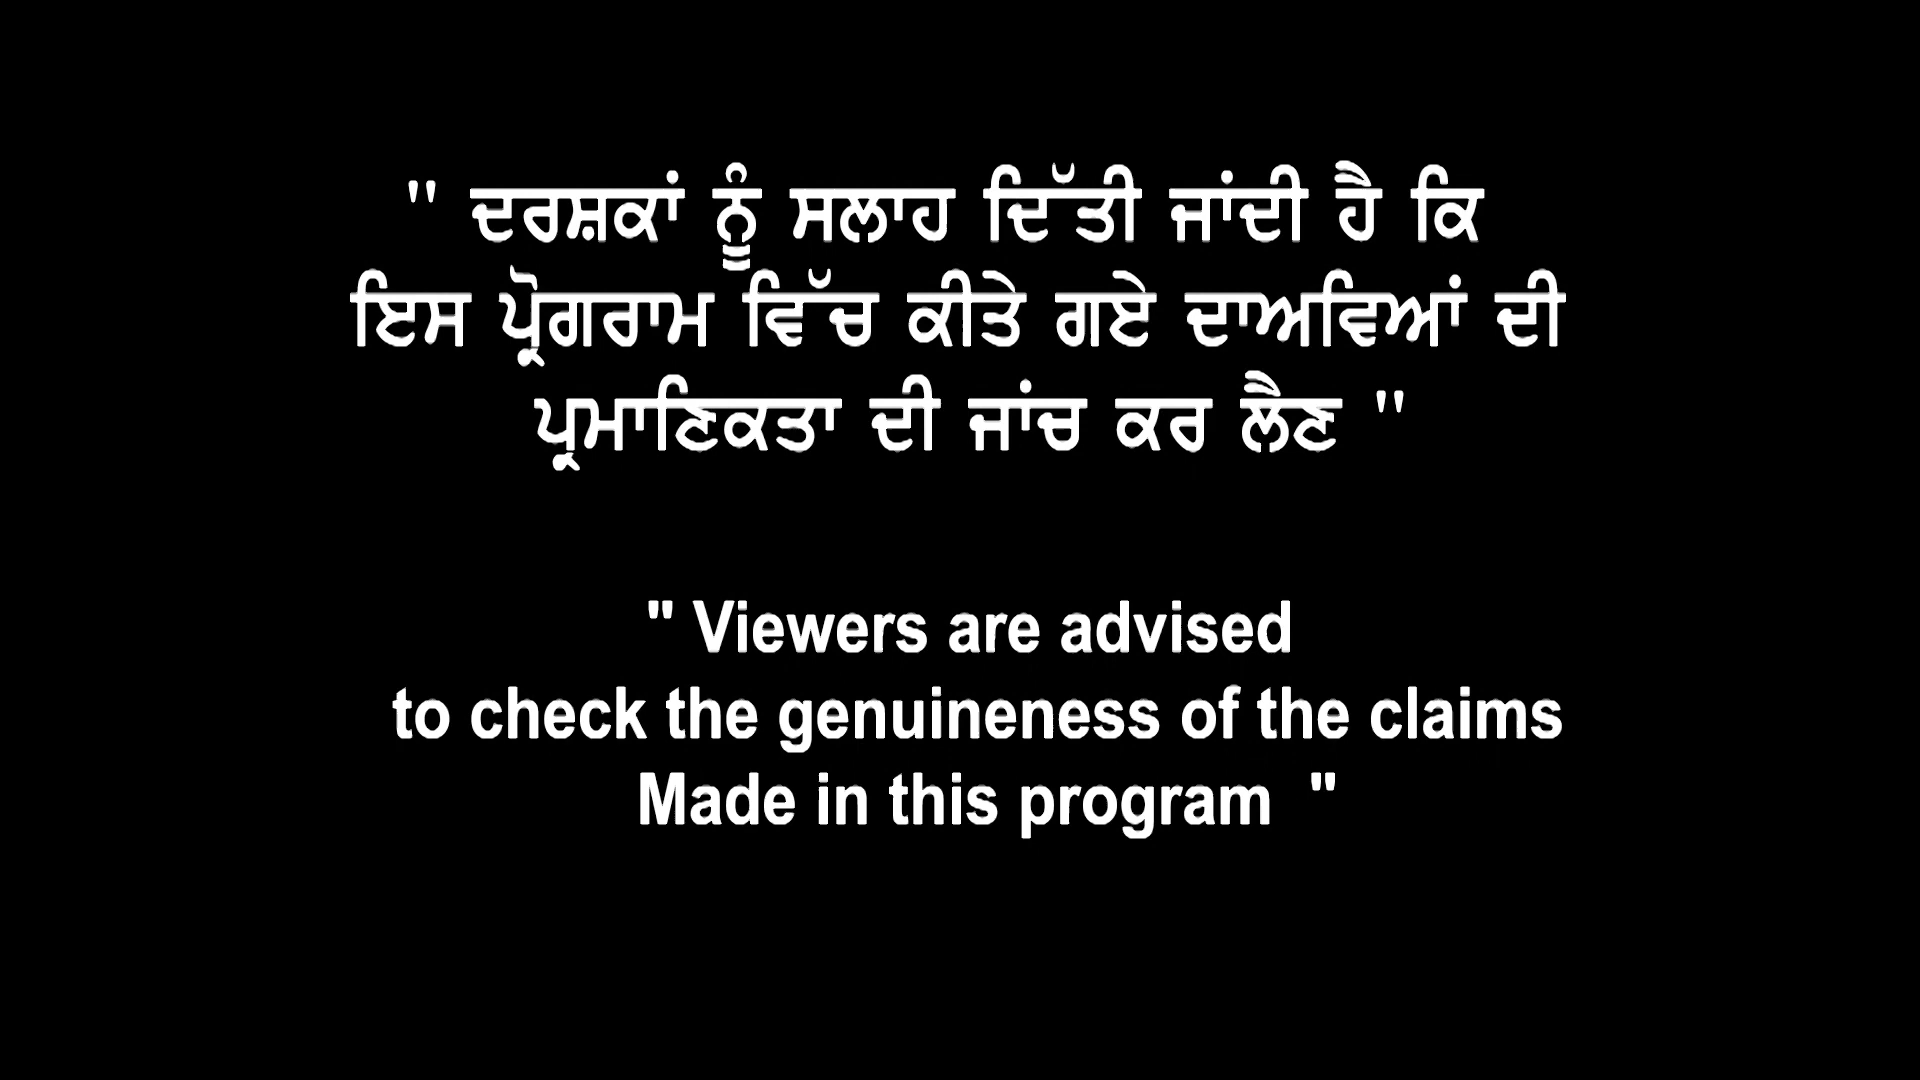 " ਦਰਸ਼ਕਾਂ ਨੂੰ ਸਲਾਹ ਦਿੱਤੀ ਜਾਂਦੀ ਹੈ ਕਿ
ਇਸ ਪ੍ਰੋਗਰਾਮ ਵਿੱਚ ਕੀਤੇ ਗਏ ਦਾਅਵਿਆਂ ਦੀ
ਪ੍ਰਮਾਣਿਕਤਾ ਦੀ ਜਾਂਚ ਕਰ ਲੈਣ "
" Viewers are advised
to check the genuineness of the claims
Made in this program "